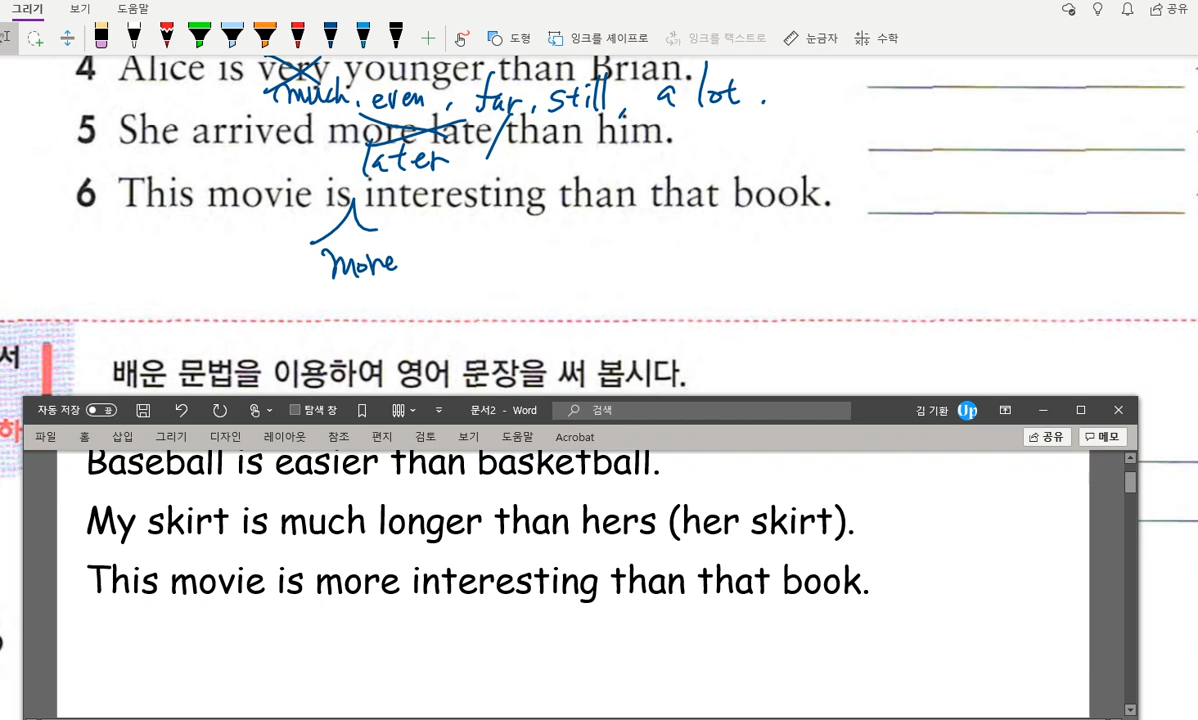 그리기 보기 도움말 공유
도형 잉크를 셰이프로 잉크를 텍스트로 눈금자 수학
4 Alice is very younger than Brian.
much, even, far, still, a lot.
5 She arrived more late than him.
later
6 This movie is interesting than that book.
more
서
배운 문법을 이용하여 영어 문장을 써 봅시다.
하
자동 저장 끔 탐색 창 문서2 - Word 검색 김 기환 Up
파일 홈 삽입 그리기 디자인 레이아웃 참조 편지 검토 보기 도움말 Acrobat 공유 메모
Baseball is easier than basketball.
My skirt is much longer than hers (her skirt).
This movie is more interesting than that book.